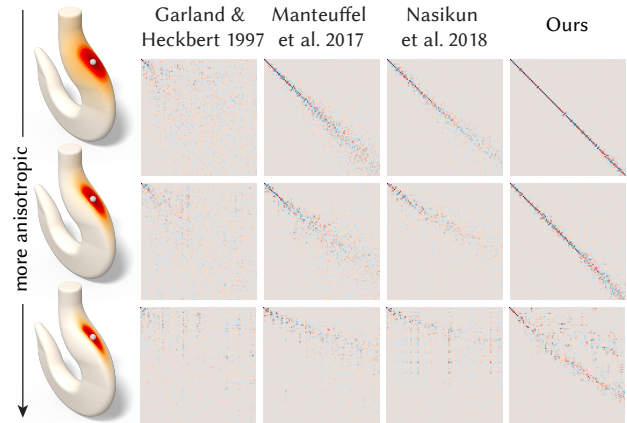 Garland &
Heckbert 1997
Manteuffel
et al. 2017
Nasikun
et al. 2018
Ours
more anisotropic